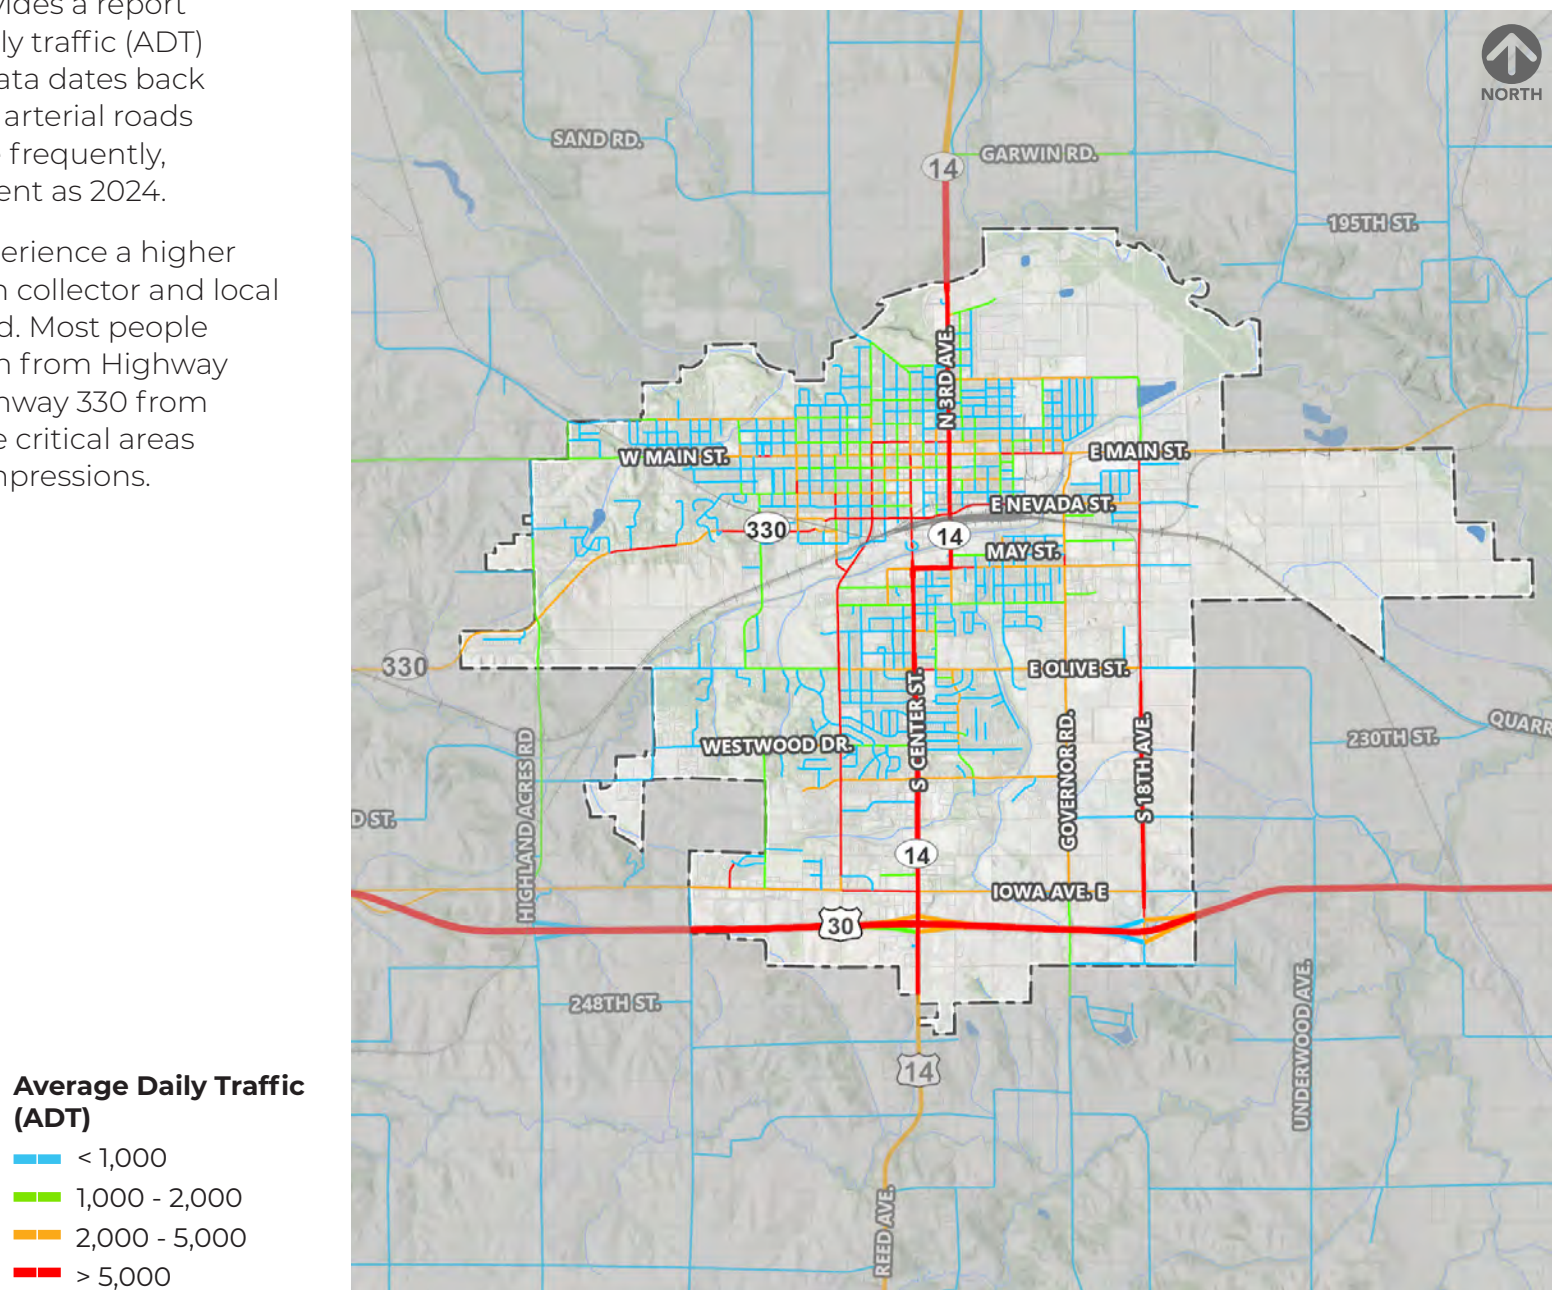 vides a report
ly traffic (ADT)
ata dates back
arterial roads
frequently,
ent as 2024.
erience a higher
n collector and local
d. Most people
n from Highway
hway 330 from
e critical areas
mpressions.
NORTH
SAND RD.
14
GARWIN RD.
195TH ST.
N 3RD AVE.
W MAIN ST.
E MAIN ST.
E NEVADA ST.
330
14
MAY ST.
330
E OLIVE ST.
S CENTER ST.
WESTWOOD DR.
GOVERNOR RD.
S 18TH AVE.
230TH ST.
QUARR
HIGHLAND ACRES RD
D ST.
14
IOWA AVE. E
30
248TH ST.
UNDERWOOD AVE.
14
REED AVE.
Average Daily Traffic
(ADT)
< 1,000
1,000 - 2,000
2,000 - 5,000
> 5,000